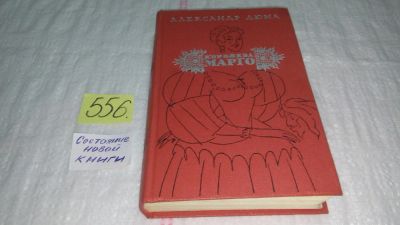 АЛЕКСАНДР ДЮМА
КОРОЛЕВА
МАРГО
556.
Состояние
новой
книги